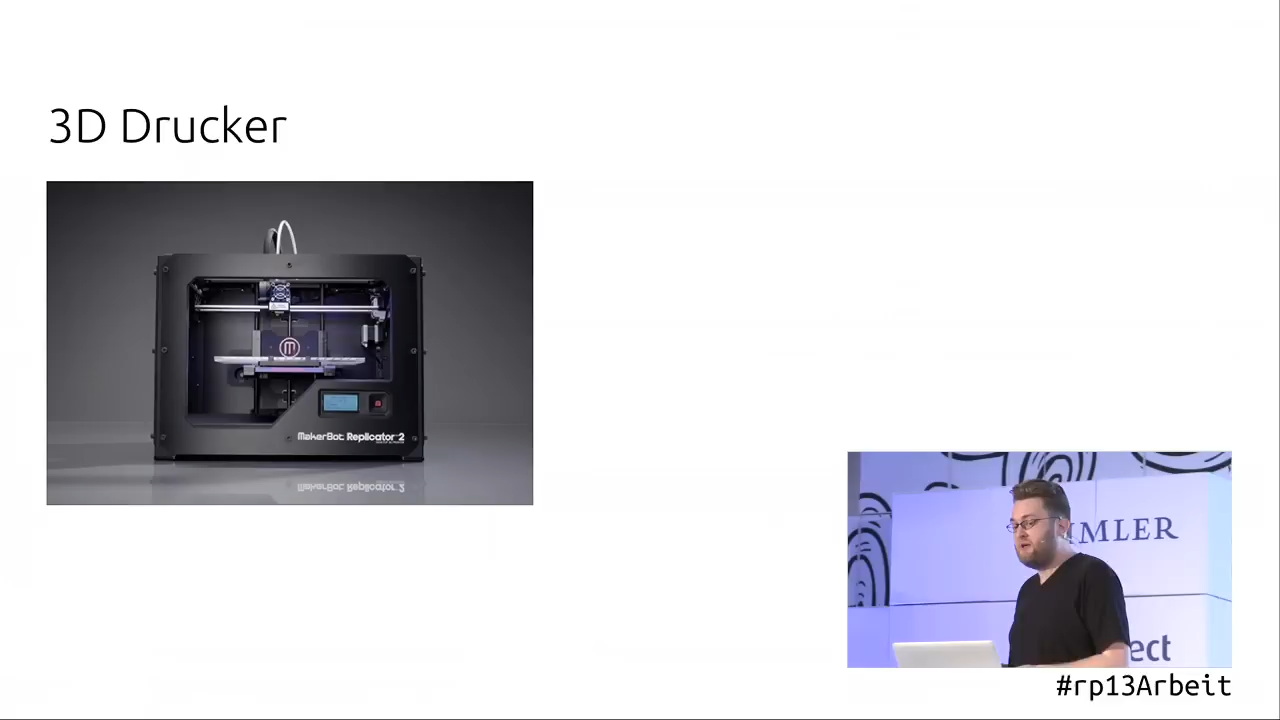 3D Drucker
MakerBot Replicator 2
MLER
ect
#rp13Arbeit